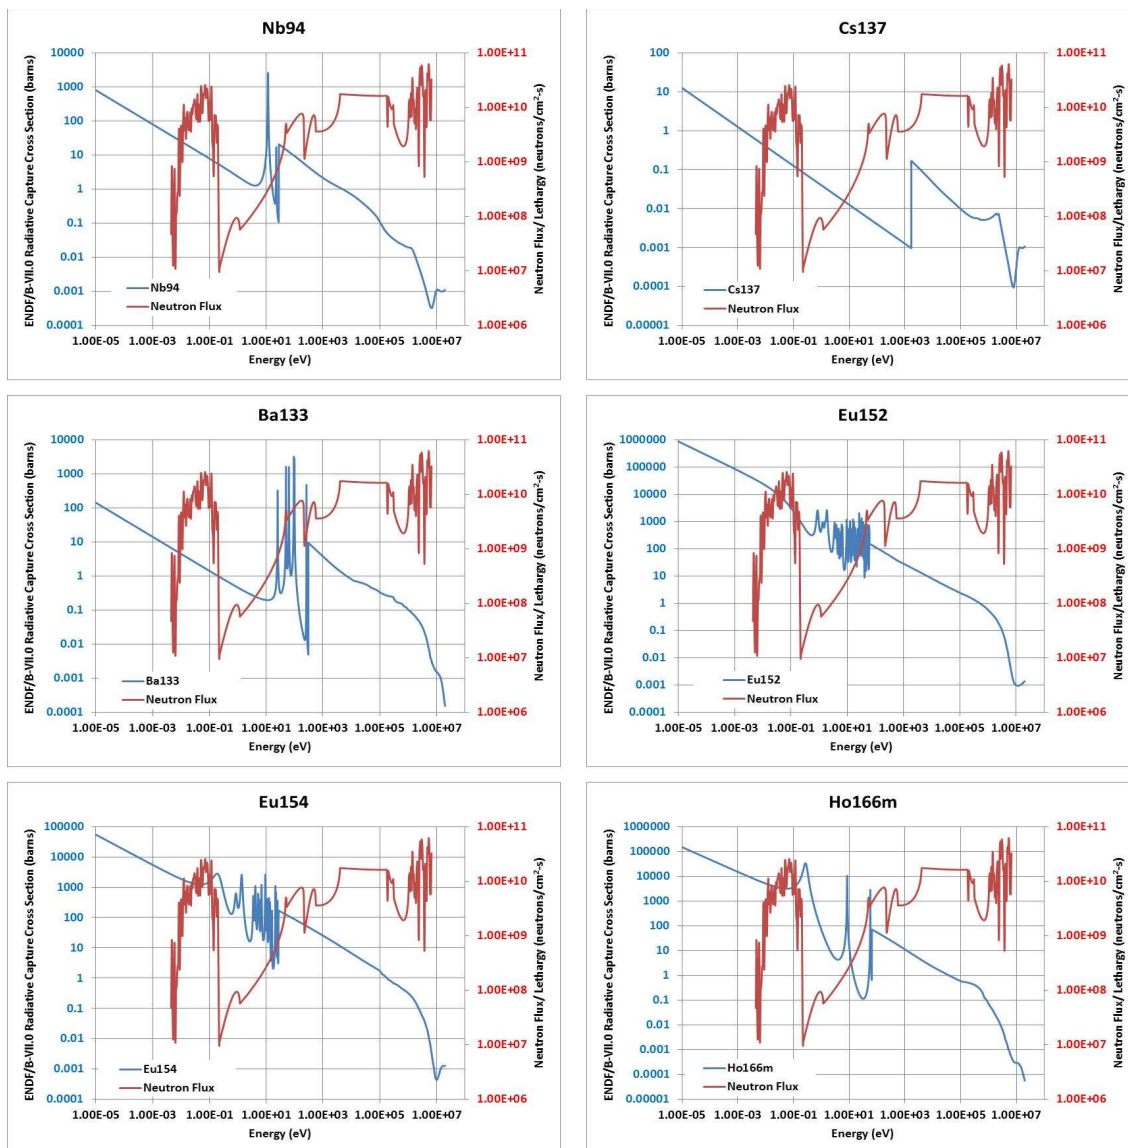 Nb94
ENDF/B-VII.0 Radiative Capture Cross Section (barns)
10000
1000
100
10
1
0.1
0.01
0.001
0.0001
1.00E+11
1.00E+10
1.00E+09
1.00E+08
1.00E+07
1.00E+06
Neutron Flux/ Lethargy (neutrons/cm²-s)
Nb94
Neutron Flux
1.00E-05 1.00E-03 1.00E-01 1.00E+01 1.00E+03 1.00E+05 1.00E+07
Energy (eV)
Cs137
ENDF/B-VII.0 Radiative Capture Cross Section (barns)
100
10
1
0.1
0.01
0.001
0.0001
0.00001
1.00E+11
1.00E+10
1.00E+09
1.00E+08
1.00E+07
1.00E+06
Neutron Flux/ Lethargy (neutrons/cm²-s)
Cs137
Neutron Flux
1.00E-05 1.00E-03 1.00E-01 1.00E+01 1.00E+03 1.00E+05 1.00E+07
Energy (eV)
Ba133
ENDF/B-VII.0 Radiative Capture Cross Section (barns)
10000
1000
100
10
1
0.1
0.01
0.001
0.0001
1.00E+11
1.00E+10
1.00E+09
1.00E+08
1.00E+07
1.00E+06
Neutron Flux/ Lethargy (neutrons/cm²-s)
Ba133
Neutron Flux
1.00E-05 1.00E-03 1.00E-01 1.00E+01 1.00E+03 1.00E+05 1.00E+07
Energy (eV)
Eu152
ENDF/B-VII.0 Radiative Capture Cross Section (barns)
1000000
100000
10000
1000
100
10
1
0.1
0.01
0.001
0.0001
1.00E+11
1.00E+10
1.00E+09
1.00E+08
1.00E+07
1.00E+06
Neutron Flux/ Lethargy (neutrons/cm²-s)
Eu152
Neutron Flux
1.00E-05 1.00E-03 1.00E-01 1.00E+01 1.00E+03 1.00E+05 1.00E+07
Energy (eV)
Eu154
ENDF/B-VII.0 Radiative Capture Cross Section (barns)
100000
10000
1000
100
10
1
0.1
0.01
0.001
0.0001
1.00E+11
1.00E+10
1.00E+09
1.00E+08
1.00E+07
1.00E+06
Neutron Flux/ Lethargy (neutrons/cm²-s)
Eu154
Neutron Flux
1.00E-05 1.00E-03 1.00E-01 1.00E+01 1.00E+03 1.00E+05 1.00E+07
Energy (eV)
Ho166m
ENDF/B-VII.0 Radiative Capture Cross Section (barns)
1000000
100000
10000
1000
100
10
1
0.1
0.01
0.001
0.0001
0.00001
1.00E+11
1.00E+10
1.00E+09
1.00E+08
1.00E+07
1.00E+06
Neutron Flux/ Lethargy (neutrons/cm²-s)
Ho166m
Neutron Flux
1.00E-05 1.00E-03 1.00E-01 1.00E+01 1.00E+03 1.00E+05 1.00E+07
Energy (eV)